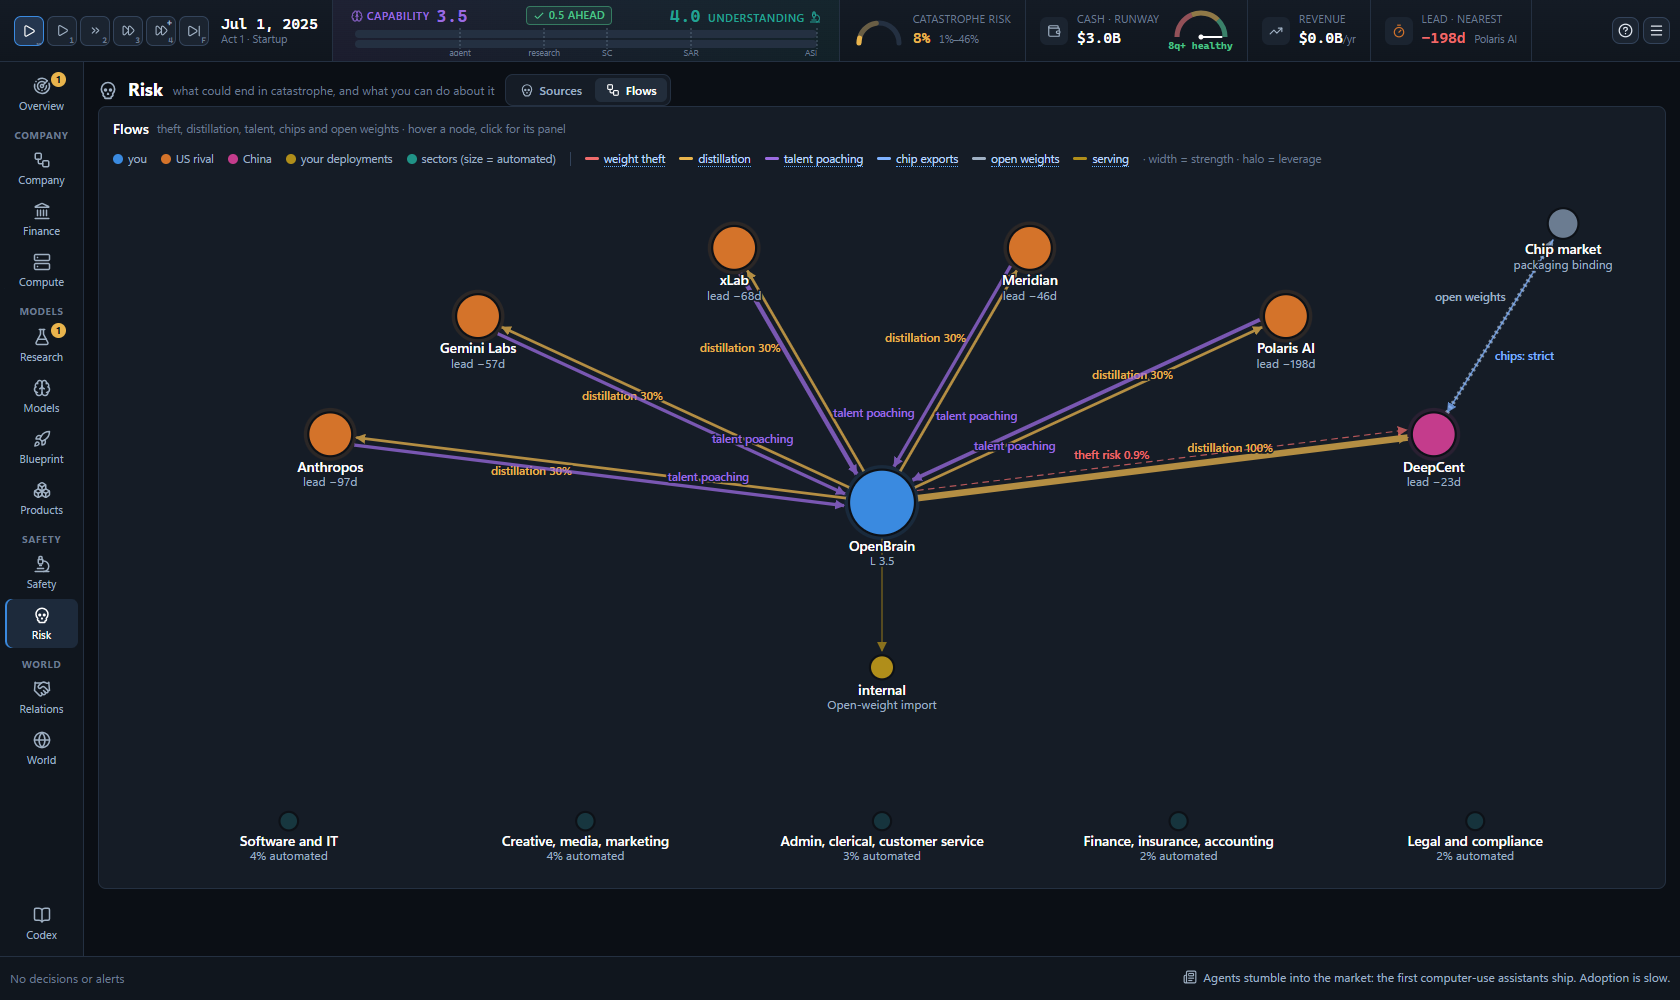 Jul 1, 2025
Act 1 · Startup
1
2
3
4
F
CAPABILITY 3.5
0.5 AHEAD
4.0 UNDERSTANDING
agent
research
SC
SAR
ASI
CATASTROPHE RISK
8% 1%–46%
CASH · RUNWAY
$3.0B
8q+ healthy
REVENUE
$0.0B/yr
LEAD · NEAREST
−198d Polaris AI
1
Overview
COMPANY
Company
Finance
Compute
MODELS
1
Research
Models
Blueprint
Products
SAFETY
Safety
Risk
WORLD
Relations
World
Codex
Risk what could end in catastrophe, and what you can do about it
Sources
Flows
Flows theft, distillation, talent, chips and open weights · hover a node, click for its panel
you
US rival
China
your deployments
sectors (size = automated)
weight theft
distillation
talent poaching
chip exports
open weights
serving
· width = strength · halo = leverage
xLab
lead −68d
Meridian
lead −46d
Chip market
packaging binding
Gemini Labs
lead −57d
Polaris AI
lead −198d
Anthropos
lead −97d
DeepCent
lead −23d
open weights
chips: strict
distillation 30%
distillation 30%
distillation 30%
distillation 30%
distillation 30%
distillation 100%
talent poaching
talent poaching
talent poaching
talent poaching
talent poaching
theft risk 0.9%
OpenBrain
L 3.5
internal
Open-weight import
Software and IT
4% automated
Creative, media, marketing
4% automated
Admin, clerical, customer service
3% automated
Finance, insurance, accounting
2% automated
Legal and compliance
2% automated
No decisions or alerts
Agents stumble into the market: the first computer-use assistants ship. Adoption is slow.